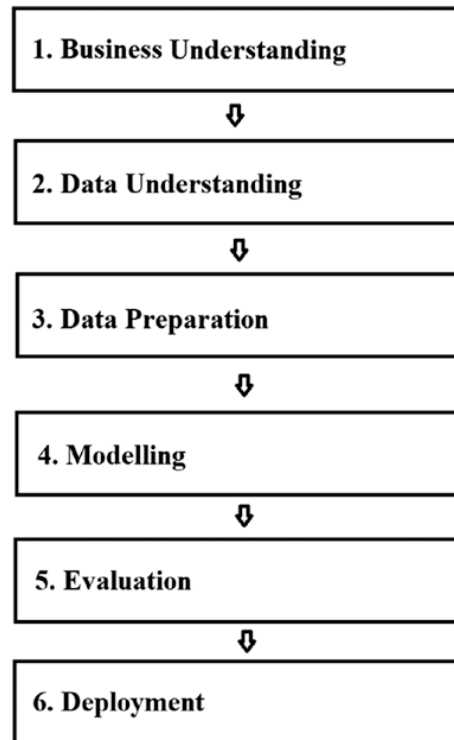 1. Business Understanding
2. Data Understanding
3. Data Preparation
4. Modelling
5. Evaluation
6. Deployment